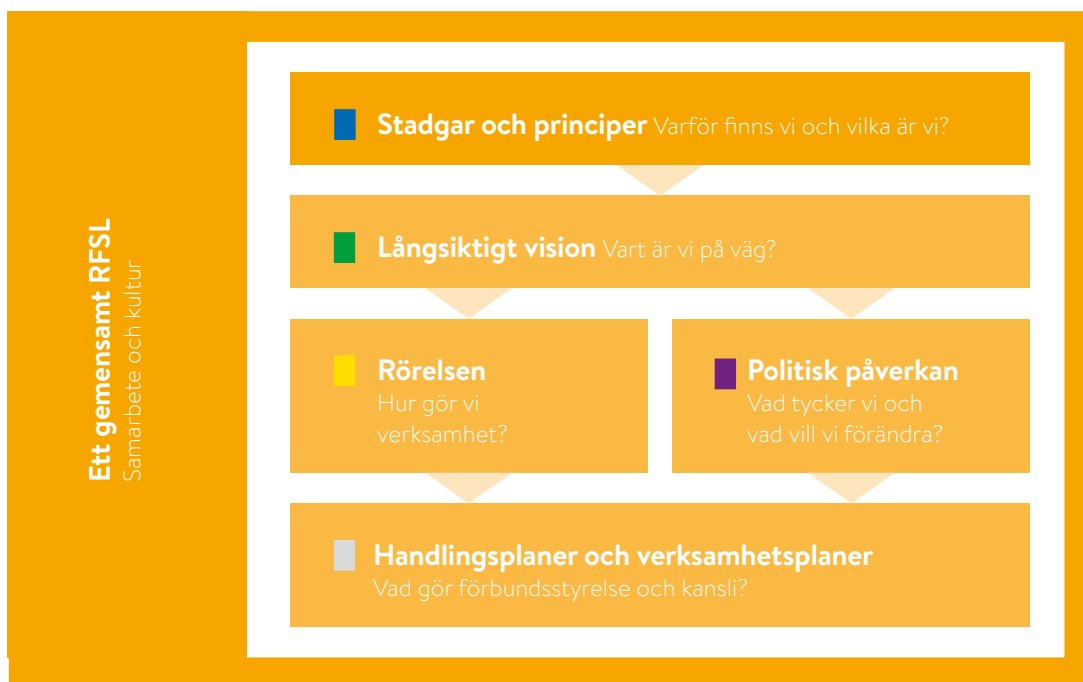 Ett gemensamt RFSL
Samarbete och kultur
Stadgar och principer Varför finns vi och vilka är vi?
Långsiktigt vision Vart är vi på väg?
Rörelsen
Hur gör vi
verksamhet?
Politisk påverkan
Vad tycker vi och
vad vill vi förändra?
Handlingsplaner och verksamhetsplaner
Vad gör förbundsstyrelse och kansli?